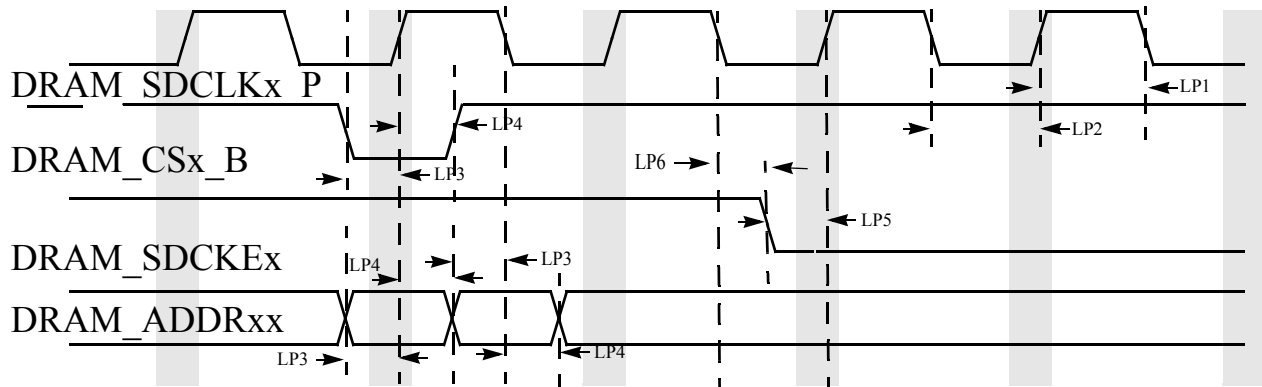 DRAM_SDCLKx_P
LP1
LP4
LP2
DRAM_CSx_B
LP6
LP3
LP5
DRAM_SDCKEx
LP4
LP3
DRAM_ADDRxx
LP3
LP4